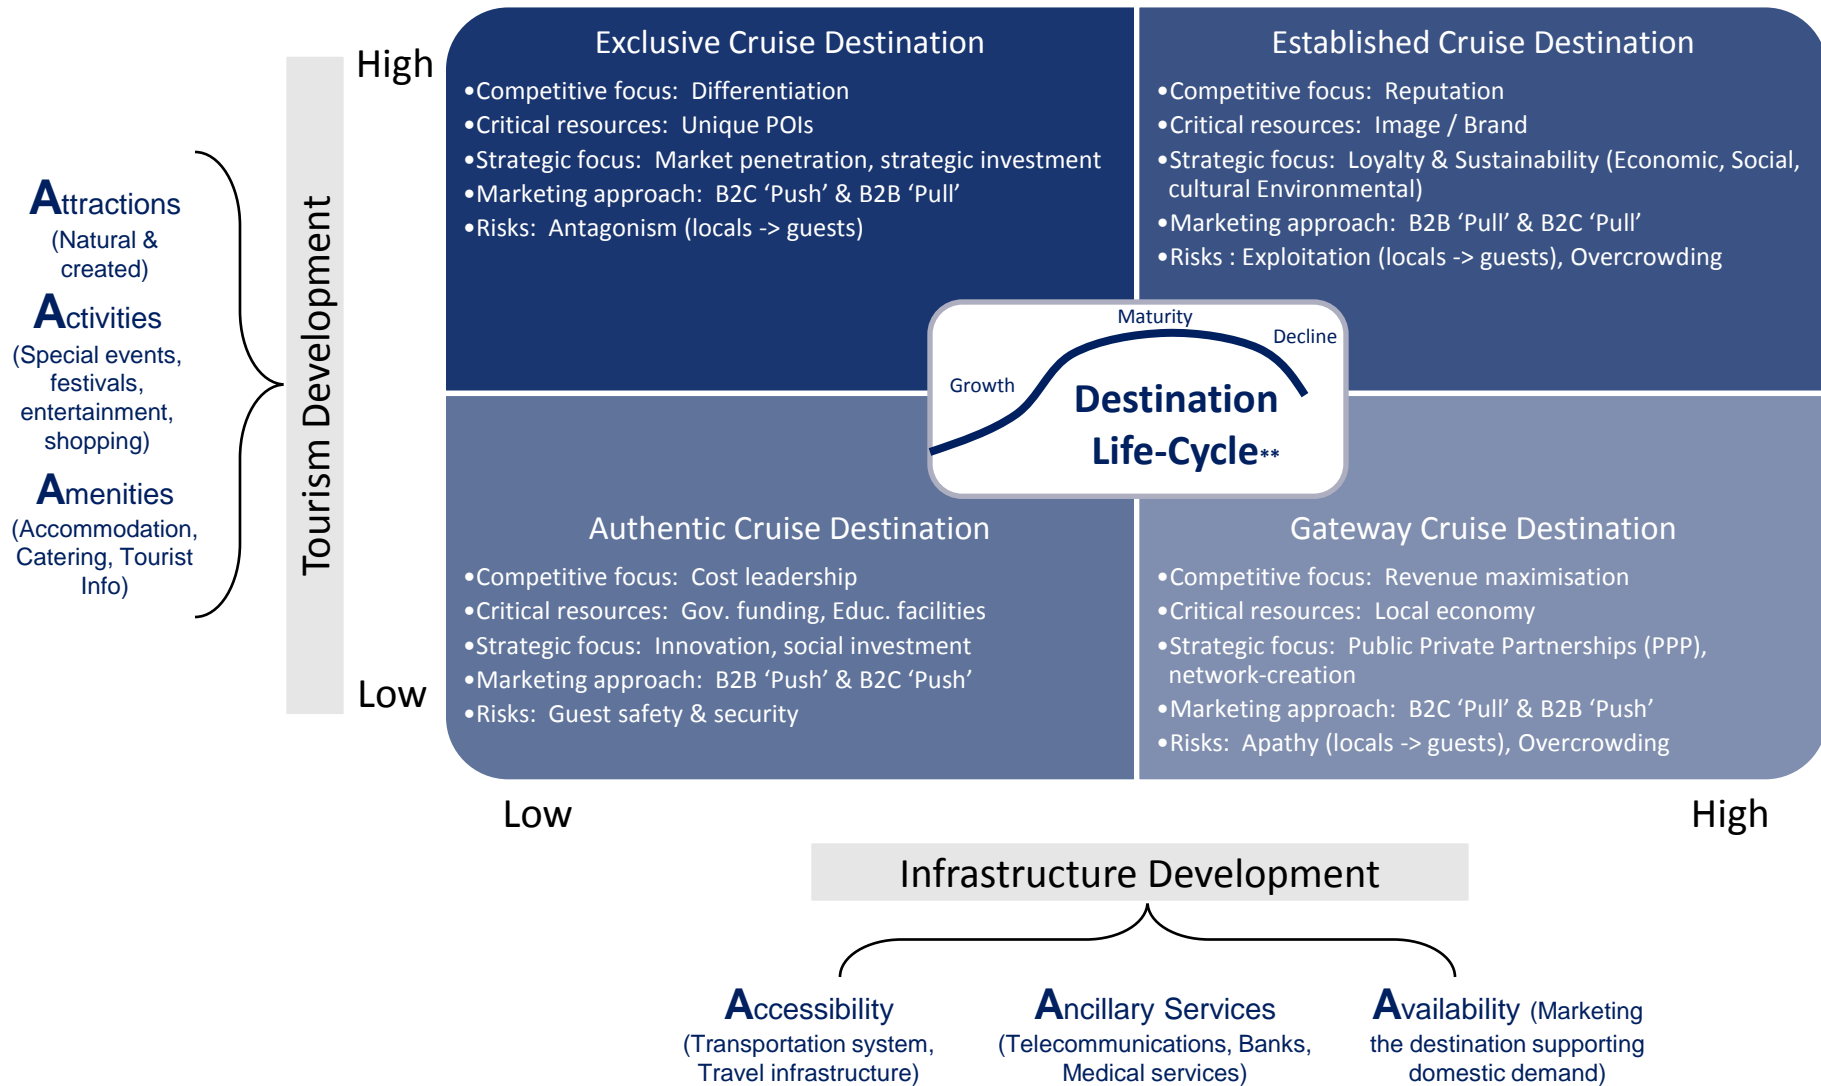 Attractions
(Natural &
created)
Activities
(Special events,
festivals,
entertainment,
shopping)
Amenities
(Accommodation,
Catering, Tourist
Info)
Tourism Development
High
Low
Exclusive Cruise Destination
•Competitive focus: Differentiation
•Critical resources: Unique POIs
•Strategic focus: Market penetration, strategic investment
•Marketing approach: B2C ‘Push’ & B2B ‘Pull’
•Risks: Antagonism (locals -> guests)
Established Cruise Destination
•Competitive focus: Reputation
•Critical resources: Image / Brand
•Strategic focus: Loyalty & Sustainability (Economic, Social,
cultural Environmental)
•Marketing approach: B2B ‘Pull’ & B2C ‘Pull’
•Risks : Exploitation (locals -> guests), Overcrowding
Maturity
Decline
Growth
Destination
Life-Cycle**
Authentic Cruise Destination
•Competitive focus: Cost leadership
•Critical resources: Gov. funding, Educ. facilities
•Strategic focus: Innovation, social investment
•Marketing approach: B2B ‘Push’ & B2C ‘Push’
•Risks: Guest safety & security
Gateway Cruise Destination
•Competitive focus: Revenue maximisation
•Critical resources: Local economy
•Strategic focus: Public Private Partnerships (PPP),
network-creation
•Marketing approach: B2C ‘Pull’ & B2B ‘Push’
•Risks: Apathy (locals -> guests), Overcrowding
Low
High
Infrastructure Development
Accessibility
(Transportation system,
Travel infrastructure)
Ancillary Services
(Telecommunications, Banks,
Medical services)
Availability (Marketing
the destination supporting
domestic demand)